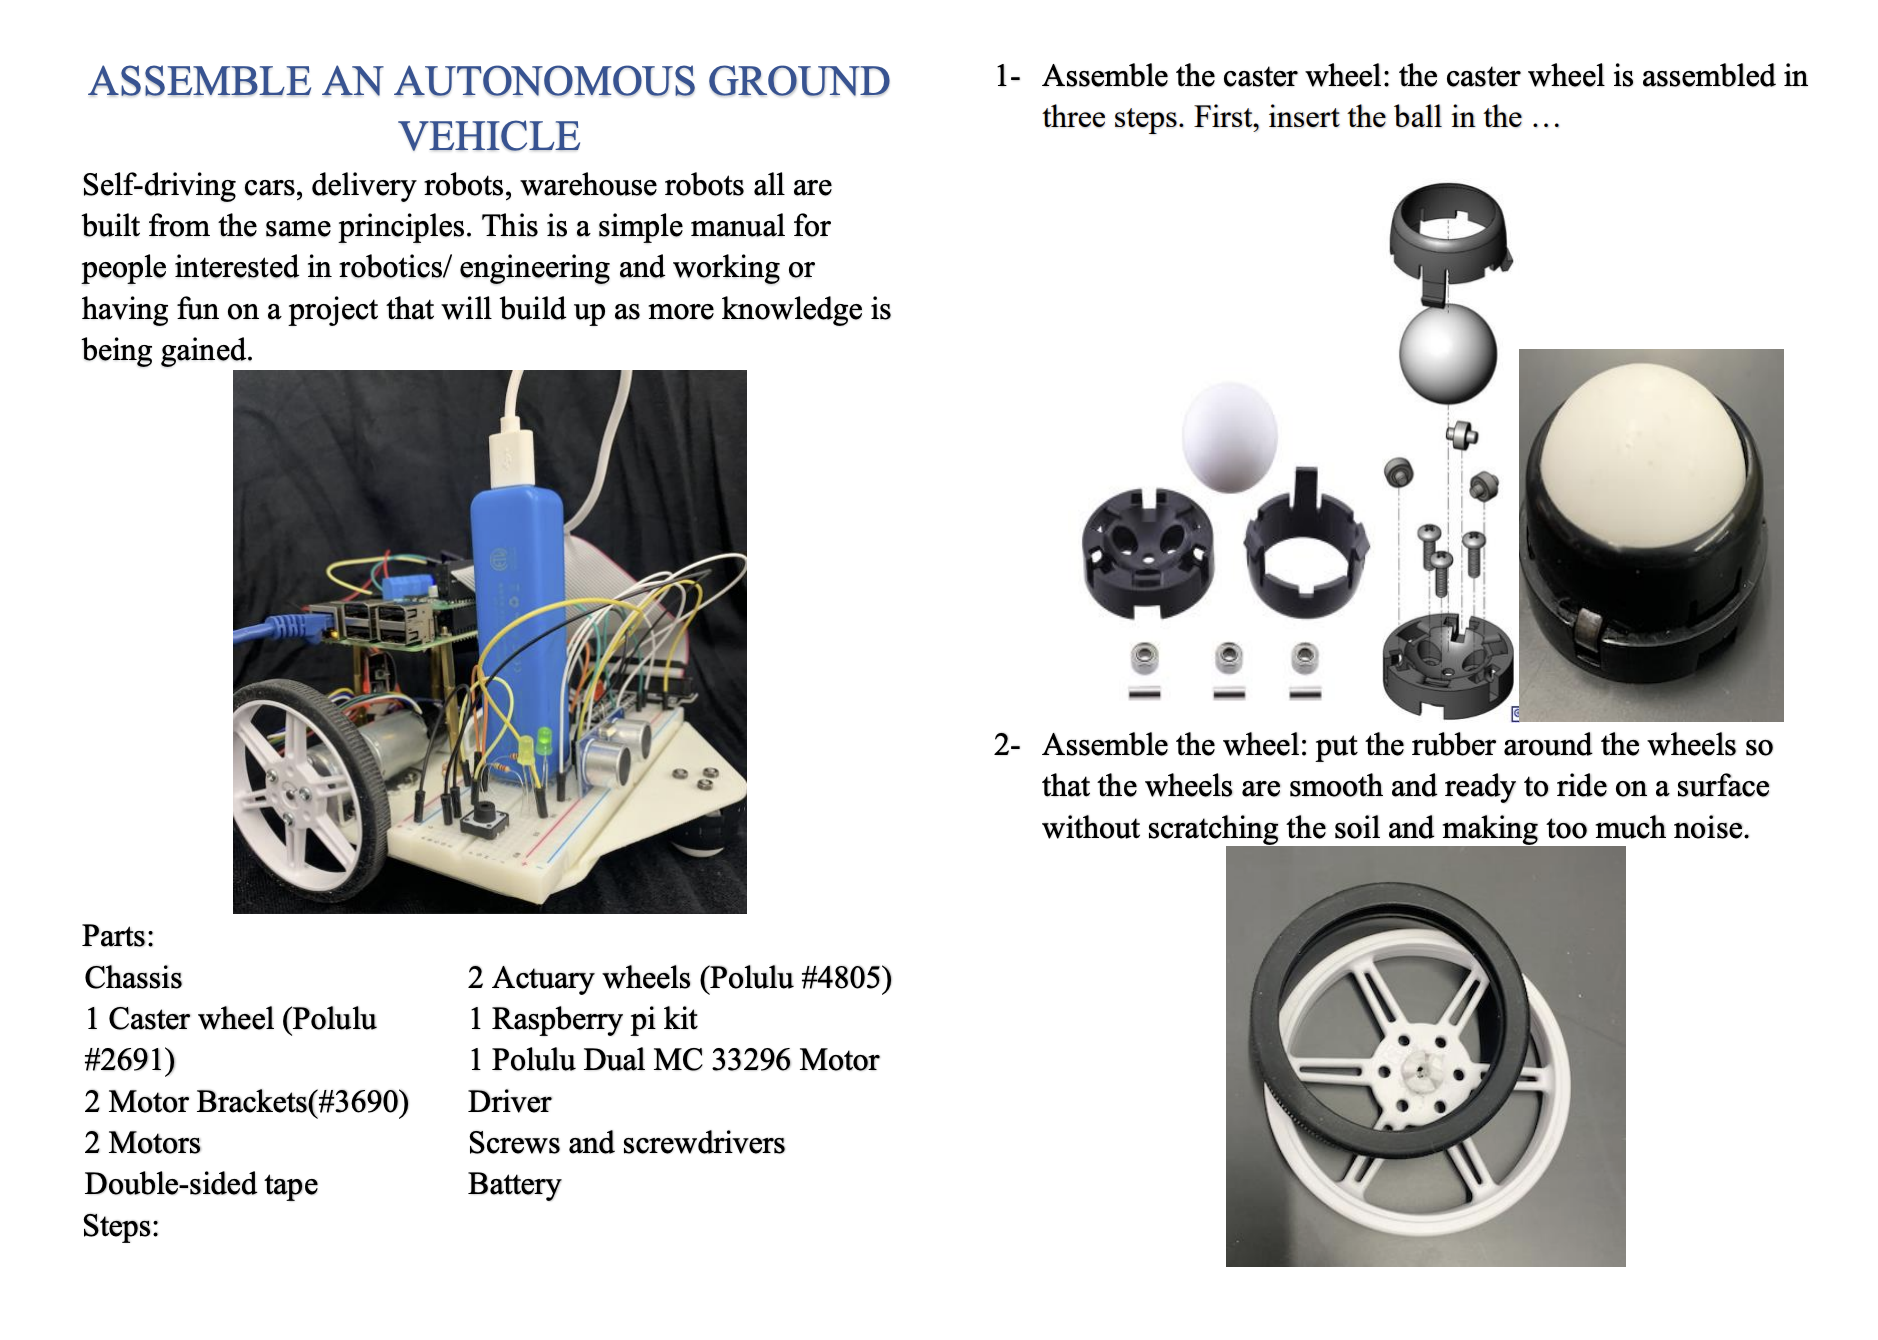 ASSEMBLE AN AUTONOMOUS GROUND
VEHICLE
Self-driving cars, delivery robots, warehouse robots all are
built from the same principles. This is a simple manual for
people interested in robotics/ engineering and working or
having fun on a project that will build up as more knowledge is
being gained.
Parts:
Chassis
1 Caster wheel (Polulu
#2691)
2 Motor Brackets(#3690)
2 Motors
Double-sided tape
2 Actuary wheels (Polulu #4805)
1 Raspberry pi kit
1 Polulu Dual MC 33296 Motor
Driver
Screws and screwdrivers
Battery
Steps:
1- Assemble the caster wheel: the caster wheel is assembled in
three steps. First, insert the ball in the …
2- Assemble the wheel: put the rubber around the wheels so
that the wheels are smooth and ready to ride on a surface
without scratching the soil and making too much noise.